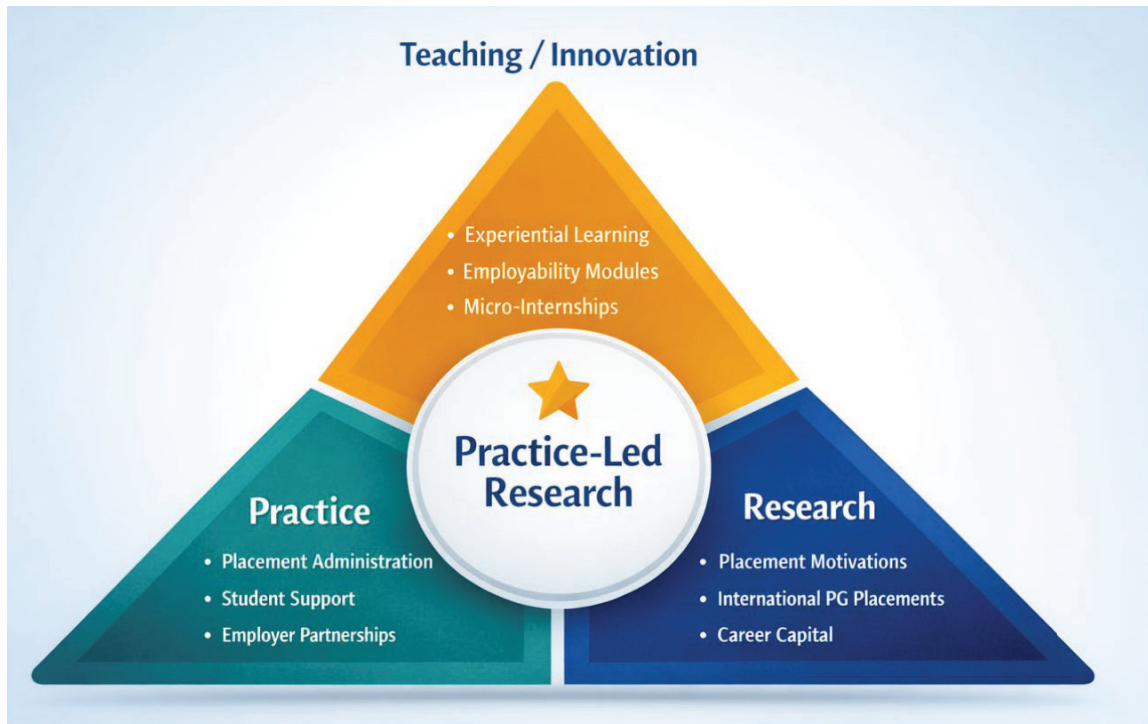 Teaching / Innovation
• Experiential Learning
• Employability Modules
• Micro-Internships
Practice-Led
Research
Practice
• Placement Administration
• Student Support
• Employer Partnerships
Research
• Placement Motivations
• International PG Placements
• Career Capital